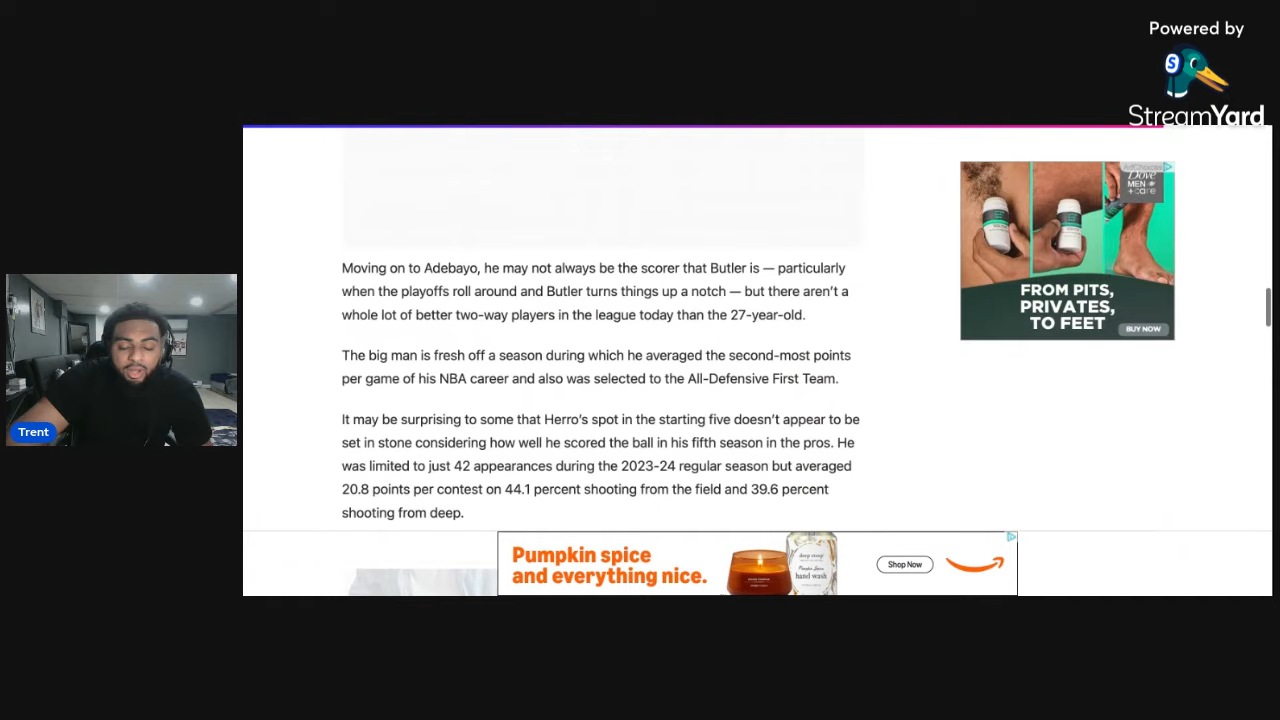 Powered by
S
StreamYard
Dove
MEN
+care
FROM PITS,
PRIVATES,
TO FEET
BUY NOW
Moving on to Adebayo, he may not always be the scorer that Butler is — particularly
when the playoffs roll around and Butler turns things up a notch — but there aren't a
whole lot of better two-way players in the league today than the 27-year-old.
The big man is fresh off a season during which he averaged the second-most points
per game of his NBA career and also was selected to the All-Defensive First Team.
It may be surprising to some that Herro's spot in the starting five doesn't appear to be
set in stone considering how well he scored the ball in his fifth season in the pros. He
was limited to just 42 appearances during the 2023-24 regular season but averaged
20.8 points per contest on 44.1 percent shooting from the field and 39.6 percent
shooting from deep.
Trent
Pumpkin spice
and everything nice.
hand wash
Shop Now